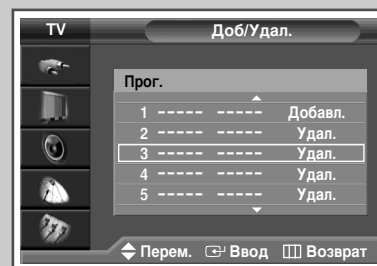 TV
Доб/Удал.
Прог.
1 ----- ----- Добавл.
2 ----- ----- Удал.
3 ----- ----- Удал.
4 ----- ----- Удал.
5 ----- ----- Удал.
Перем. Ввод Возврат